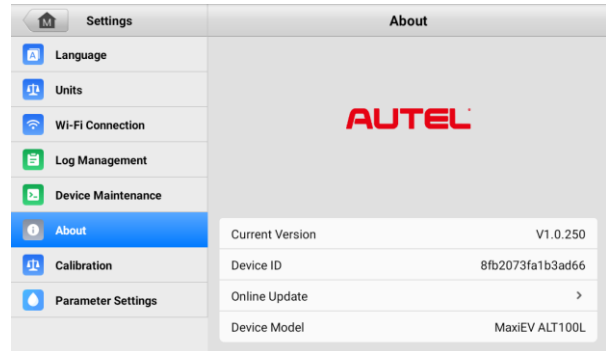 M Settings About
Language
Units
Wi-Fi Connection
Log Management
Device Maintenance
About
Calibration
Parameter Settings
AUTEL
Current Version V1.0.250
Device ID 8fb2073fa1b3ad66
Online Update >
Device Model MaxiEV ALT100L